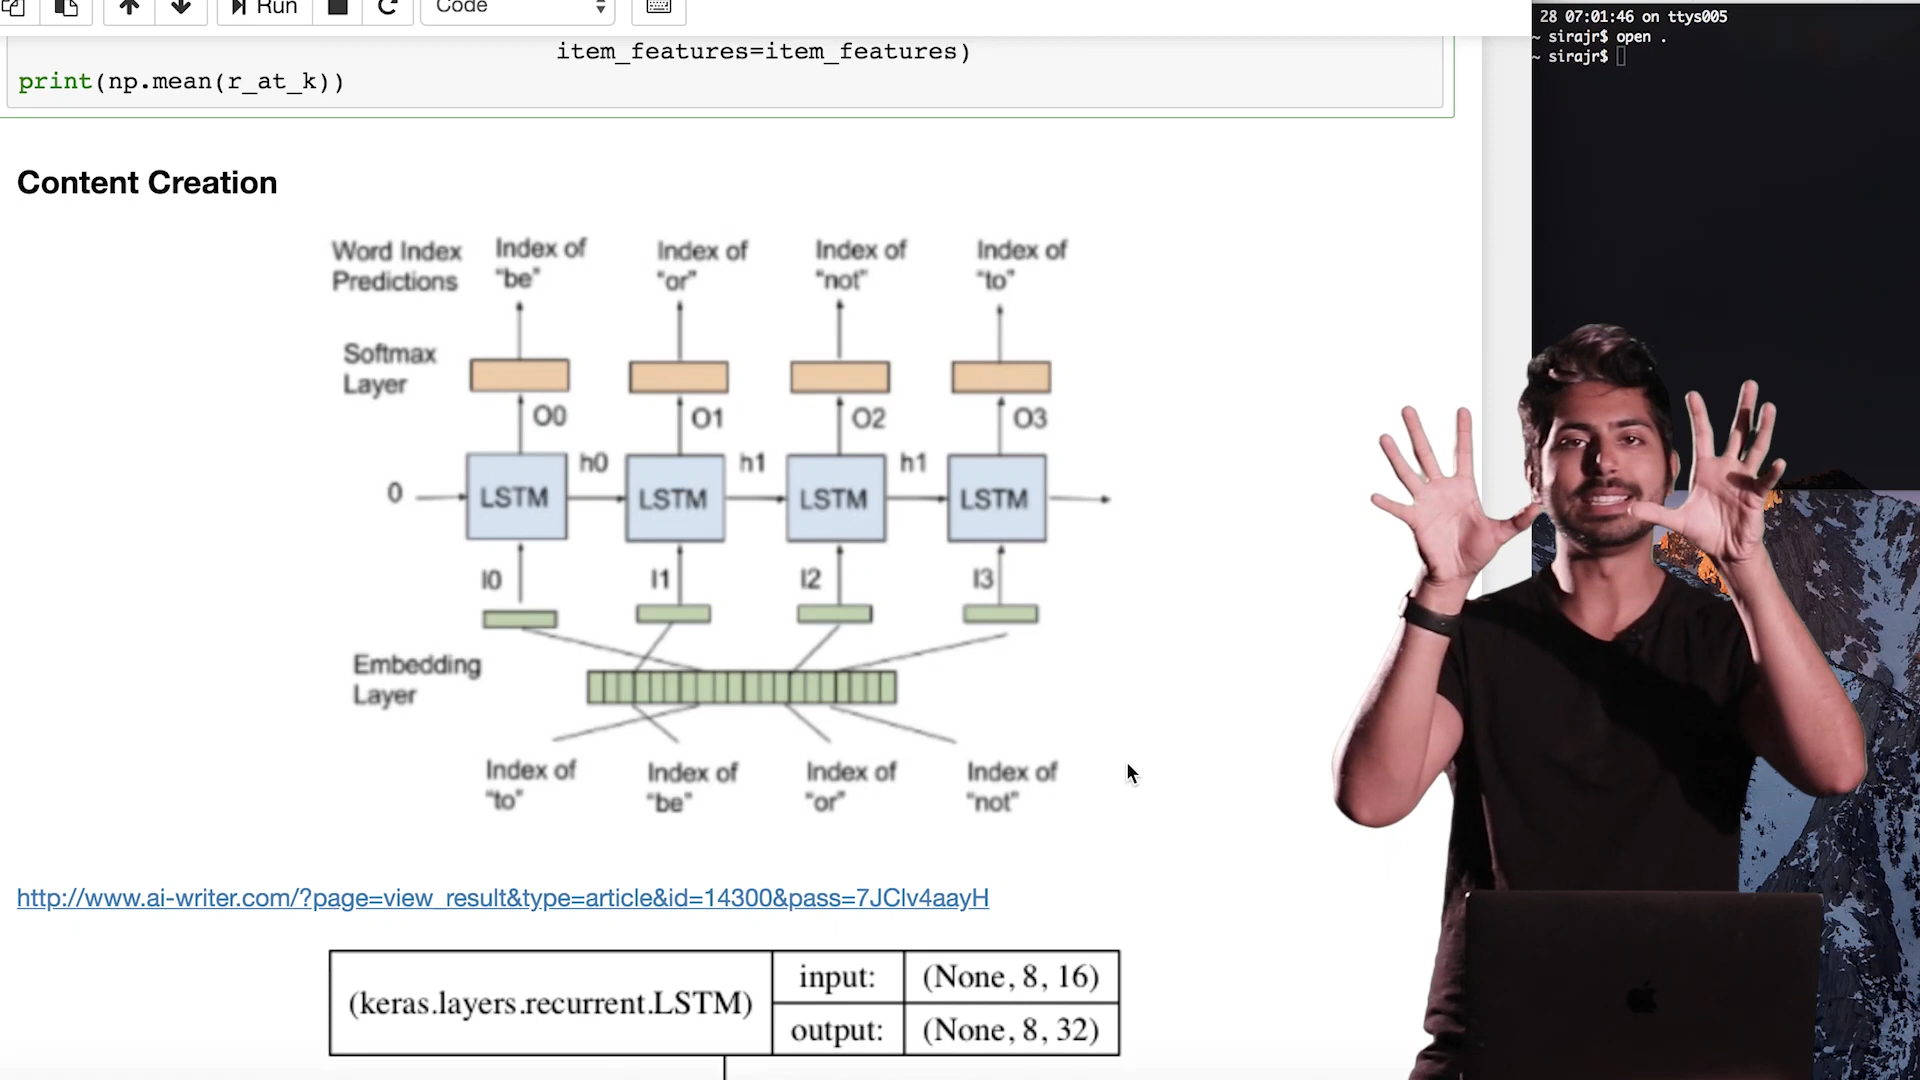 Run
Code
item_features=item_features)
print(np.mean(r_at_k))
28 07:01:46 on ttys005
~ sirajr$ open .
~ sirajr$
Content Creation
Word Index
Predictions
Index of
"be"
Index of
"or"
Index of
"not"
Index of
"to"
Softmax
Layer
O0
O1
O2
O3
0
LSTM
h0
LSTM
h1
LSTM
h1
LSTM
I0
I1
I2
I3
Embedding
Layer
Index of
"to"
Index of
"be"
Index of
"or"
Index of
"not"
http://www.ai-writer.com/?page=view_result&type=article&id=14300&pass=7JClv4aayH
(keras.layers.recurrent.LSTM)
input:
(None, 8, 16)
output:
(None, 8, 32)